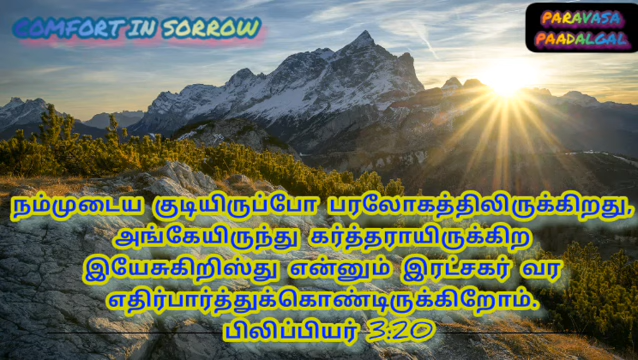 COMFORT IN SORROW
PARAVASA
PAADALGAL
நம்முடைய குடியிருப்போ பரலோகத்திலிருக்கிறது,
அங்கேயிருந்து கர்த்தராயிருக்கிற
இயேசுகிறிஸ்து என்னும் இரட்சகர் வர
எதிர்பார்த்துக்கொண்டிருக்கிறோம்.
பிலிப்பியர் 3:20